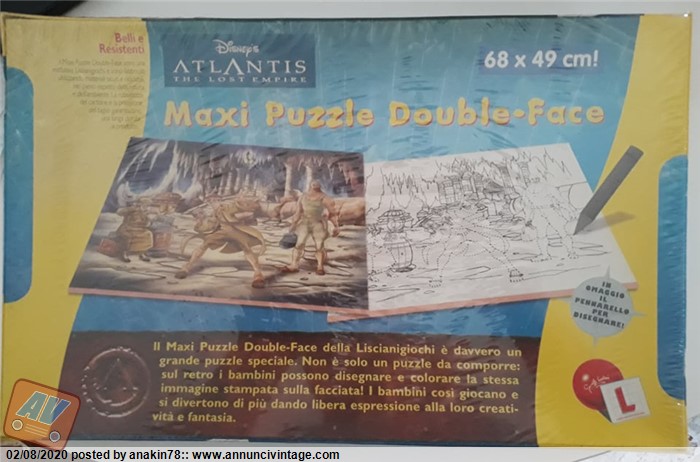 Belli e
Resistenti
Disney's
ATLANTIS
THE LOST EMPIRE
68 x 49 cm!
Maxi Puzzle Double-Face
IN
OMAGGIO
IL
PENNARELLO
PER
DISEGNARE!
Il Maxi Puzzle Double-Face della Liscianigiochi è davvero un
grande puzzle speciale. Non è solo un puzzle da comporre:
sul retro i bambini possono disegnare e colorare la stessa
immagine stampata sulla facciata! I bambini così giocano e
si divertono di più dando libera espressione alla loro creati-
vità e fantasia.
L
AV
02/08/2020 posted by anakin78:: www.annuncivintage.com